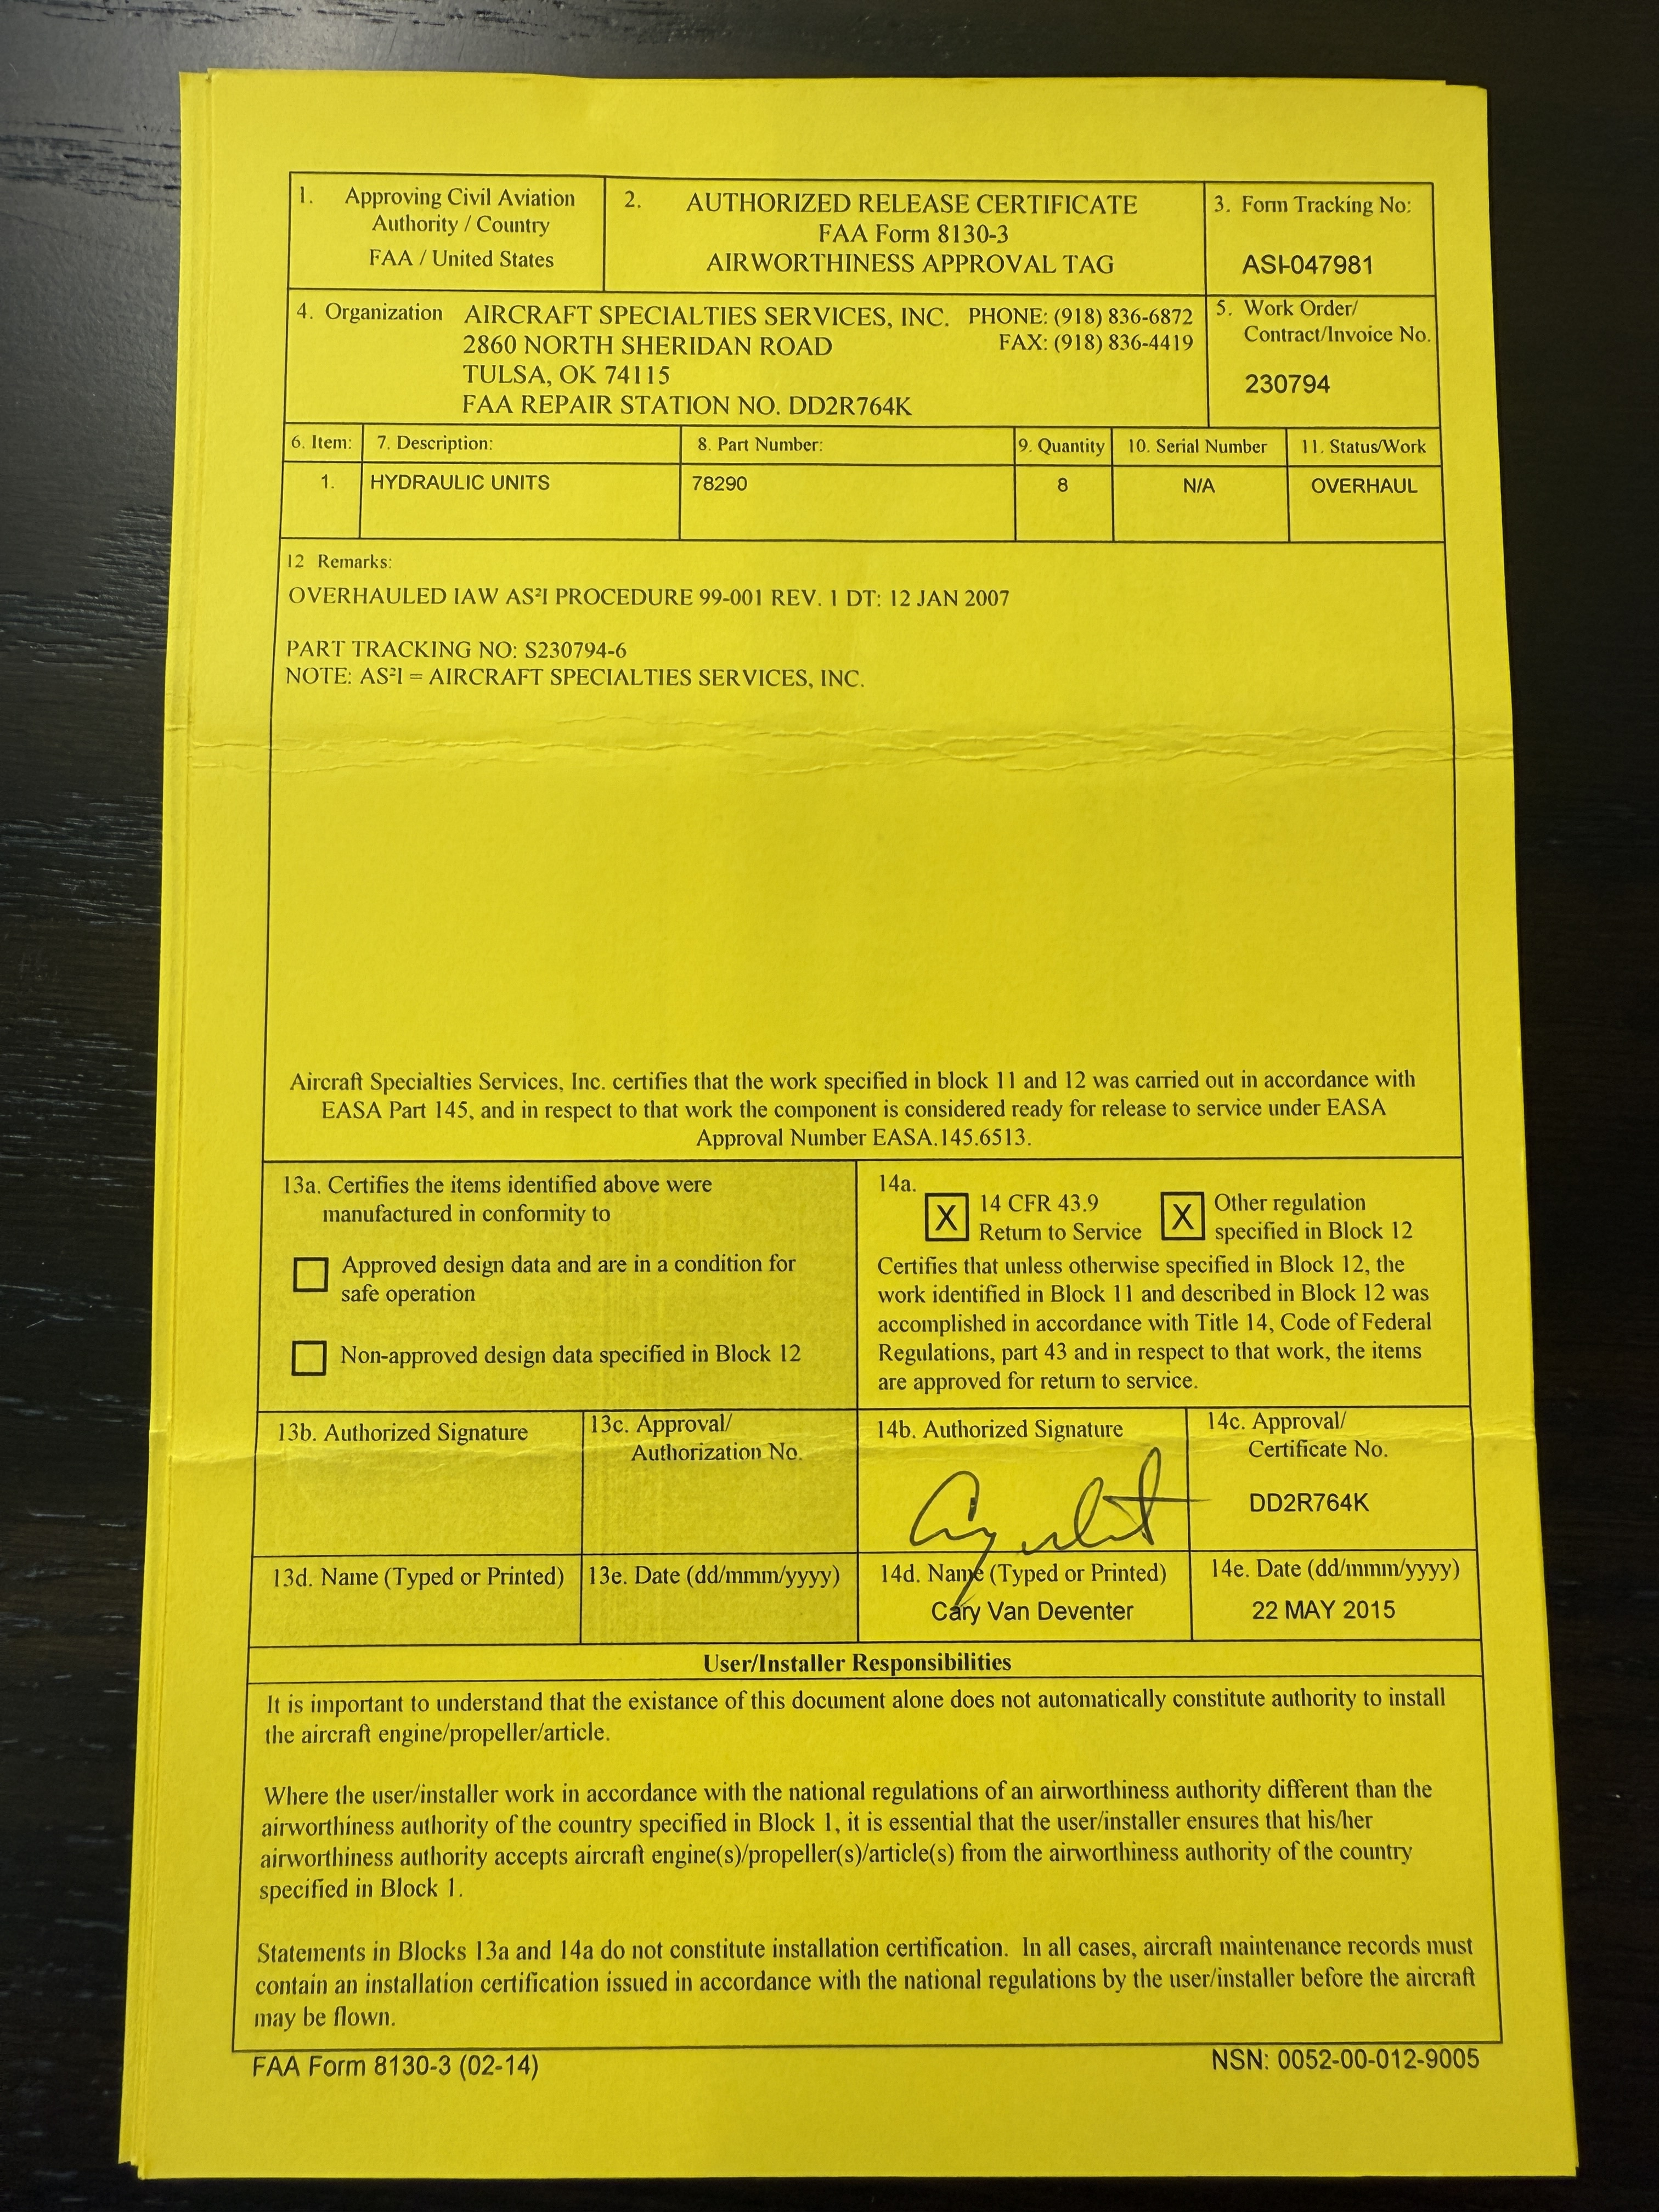 1. Approving Civil Aviation
Authority / Country
FAA / United States
2. AUTHORIZED RELEASE CERTIFICATE
FAA Form 8130-3
AIRWORTHINESS APPROVAL TAG
3. Form Tracking No:
ASI-047981
4. Organization AIRCRAFT SPECIALTIES SERVICES, INC. PHONE: (918) 836-6872
2860 NORTH SHERIDAN ROAD FAX: (918) 836-4419
TULSA, OK 74115
FAA REPAIR STATION NO. DD2R764K
5. Work Order/
Contract/Invoice No.
230794
6. Item: 7. Description: 8. Part Number: 9. Quantity 10. Serial Number 11. Status/Work
1. HYDRAULIC UNITS 78290 8 N/A OVERHAUL
12 Remarks:
OVERHAULED IAW AS²I PROCEDURE 99-001 REV. 1 DT: 12 JAN 2007
PART TRACKING NO: S230794-6
NOTE: AS²I = AIRCRAFT SPECIALTIES SERVICES, INC.
Aircraft Specialties Services, Inc. certifies that the work specified in block 11 and 12 was carried out in accordance with
EASA Part 145, and in respect to that work the component is considered ready for release to service under EASA
Approval Number EASA.145.6513.
13a. Certifies the items identified above were
manufactured in conformity to
Approved design data and are in a condition for
safe operation
Non-approved design data specified in Block 12
14a.
X 14 CFR 43.9
Return to Service
X Other regulation
specified in Block 12
Certifies that unless otherwise specified in Block 12, the
work identified in Block 11 and described in Block 12 was
accomplished in accordance with Title 14, Code of Federal
Regulations, part 43 and in respect to that work, the items
are approved for return to service.
13b. Authorized Signature
13c. Approval/
Authorization No.
14b. Authorized Signature
14c. Approval/
Certificate No.
DD2R764K
13d. Name (Typed or Printed)
13e. Date (dd/mmm/yyyy)
14d. Name (Typed or Printed)
Cary Van Deventer
14e. Date (dd/mmm/yyyy)
22 MAY 2015
User/Installer Responsibilities
It is important to understand that the existance of this document alone does not automatically constitute authority to install
the aircraft engine/propeller/article.
Where the user/installer work in accordance with the national regulations of an airworthiness authority different than the
airworthiness authority of the country specified in Block 1, it is essential that the user/installer ensures that his/her
airworthiness authority accepts aircraft engine(s)/propeller(s)/article(s) from the airworthiness authority of the country
specified in Block 1.
Statements in Blocks 13a and 14a do not constitute installation certification. In all cases, aircraft maintenance records must
contain an installation certification issued in accordance with the national regulations by the user/installer before the aircraft
may be flown.
FAA Form 8130-3 (02-14)
NSN: 0052-00-012-9005